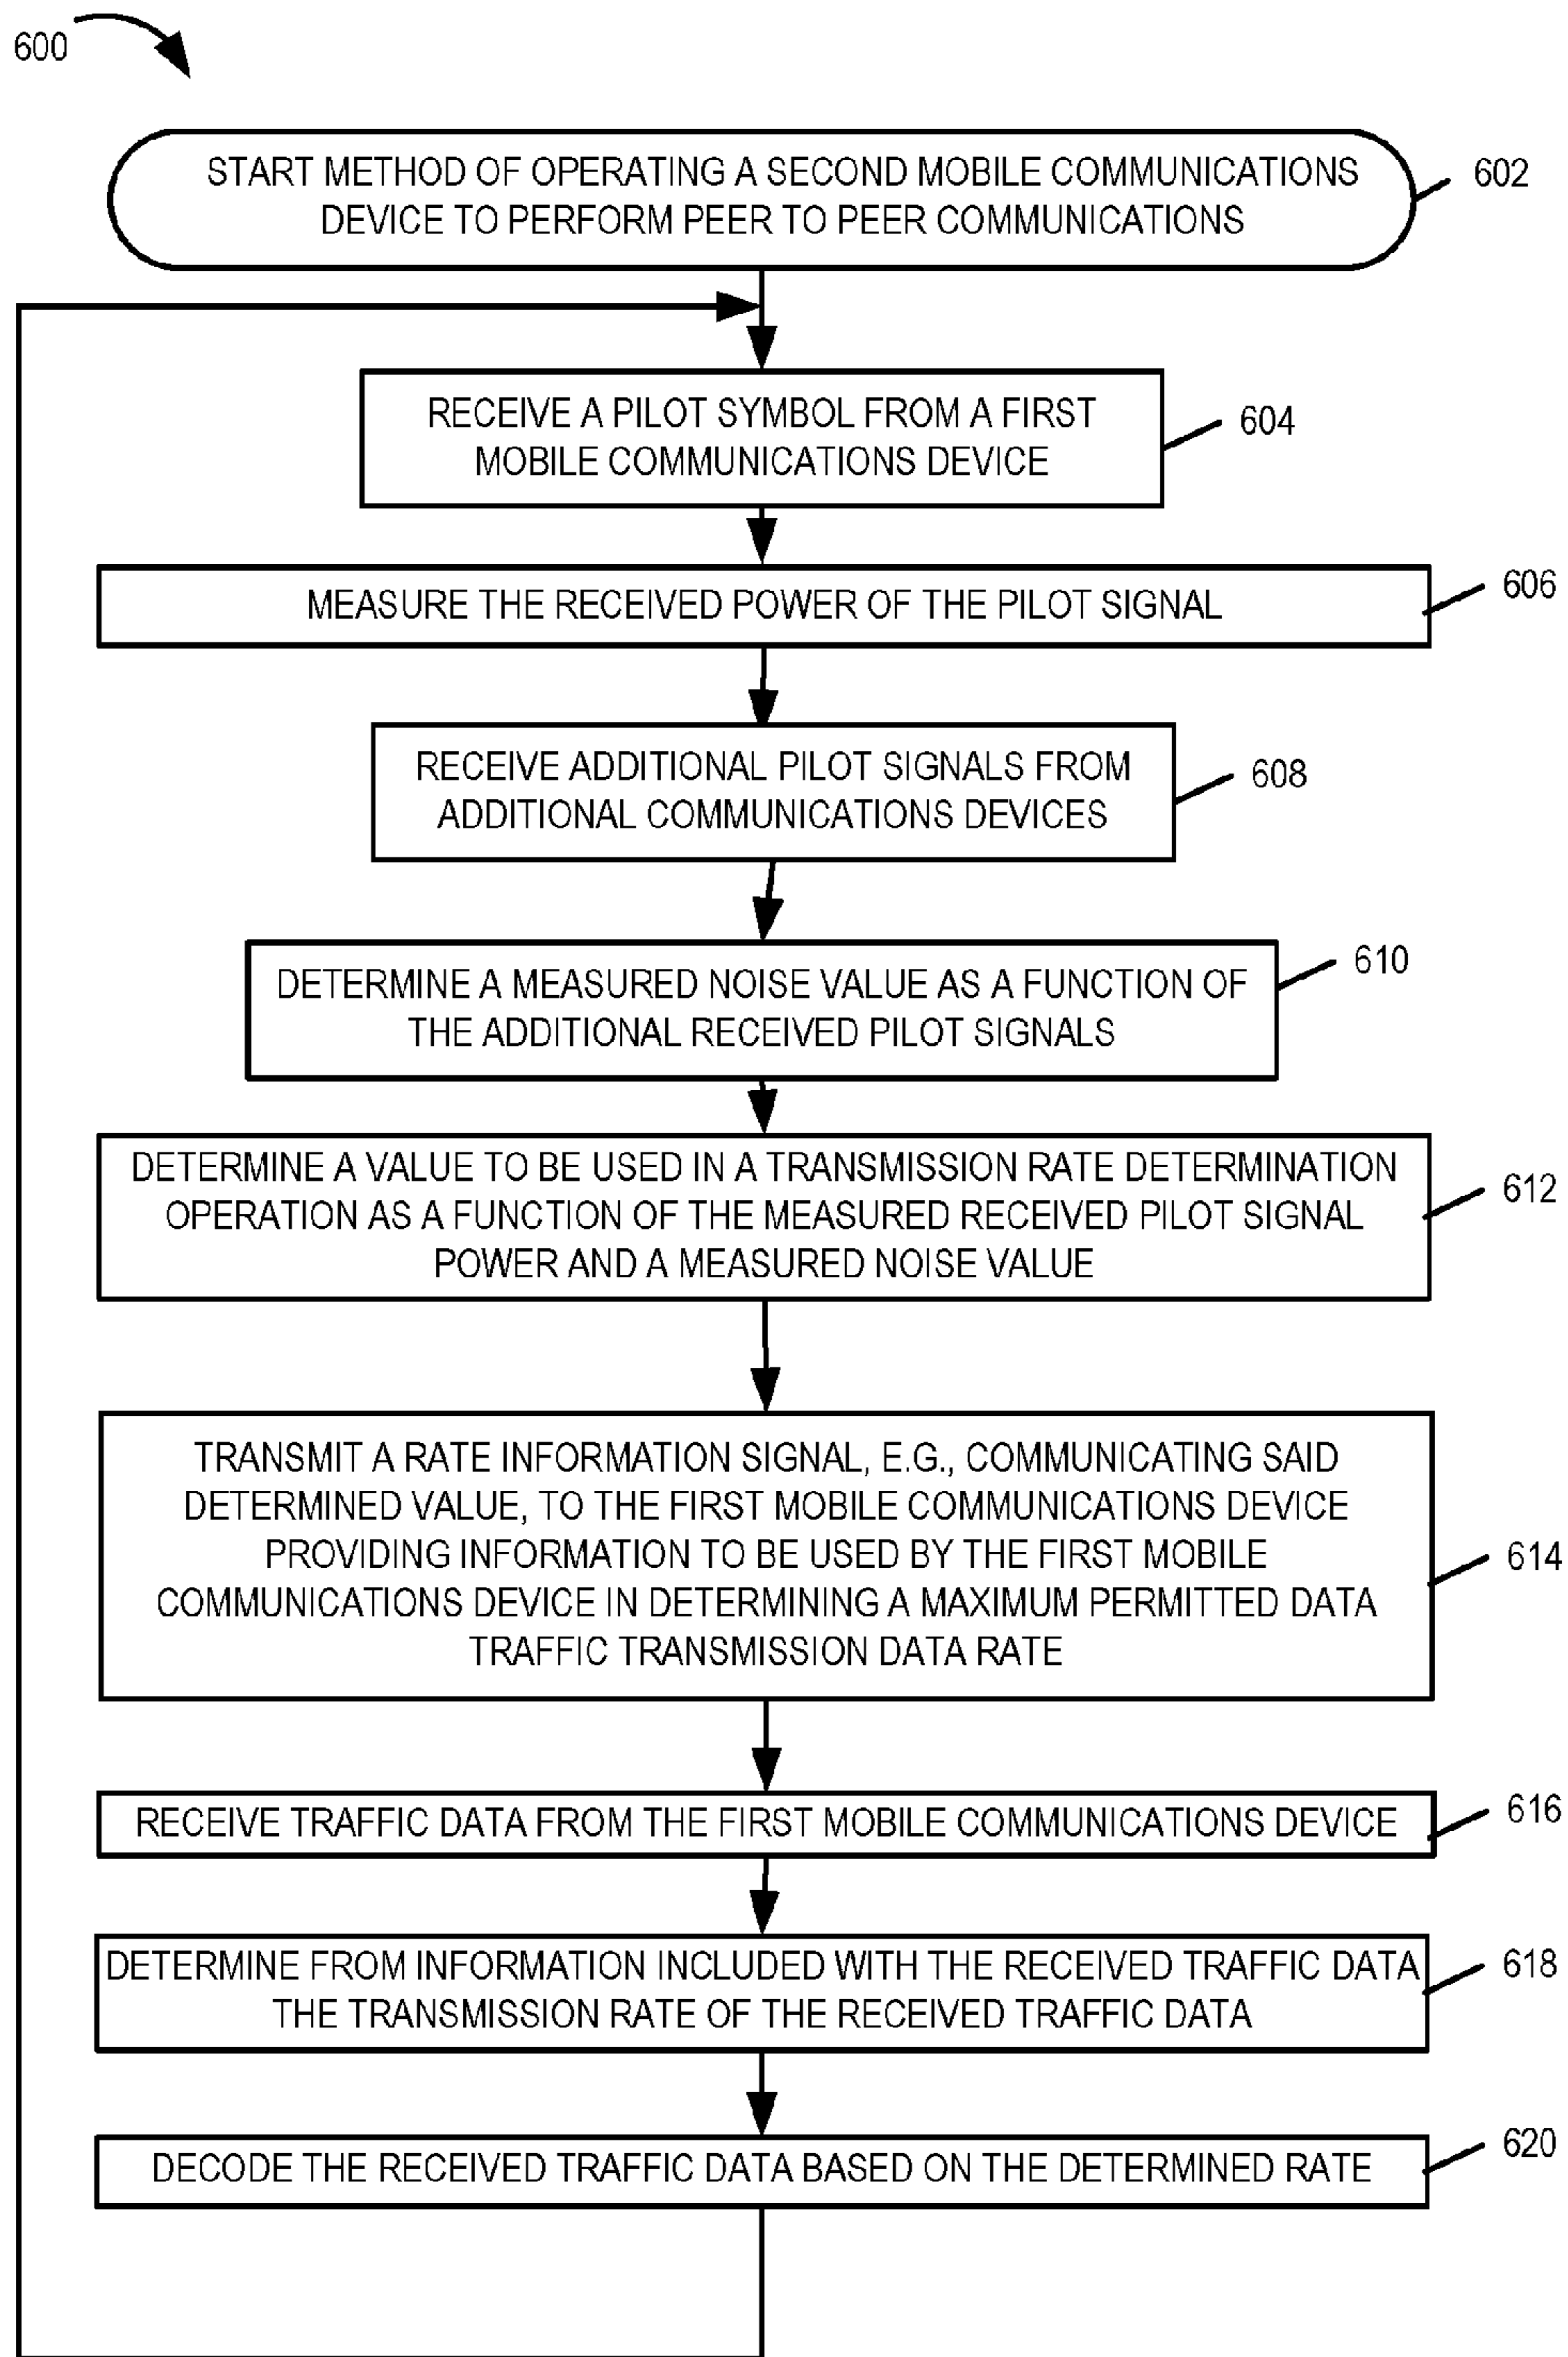 600
START METHOD OF OPERATING A SECOND MOBILE COMMUNICATIONS
DEVICE TO PERFORM PEER TO PEER COMMUNICATIONS
602
RECEIVE A PILOT SYMBOL FROM A FIRST
MOBILE COMMUNICATIONS DEVICE
604
MEASURE THE RECEIVED POWER OF THE PILOT SIGNAL
606
RECEIVE ADDITIONAL PILOT SIGNALS FROM
ADDITIONAL COMMUNICATIONS DEVICES
608
DETERMINE A MEASURED NOISE VALUE AS A FUNCTION OF
THE ADDITIONAL RECEIVED PILOT SIGNALS
610
DETERMINE A VALUE TO BE USED IN A TRANSMISSION RATE DETERMINATION
OPERATION AS A FUNCTION OF THE MEASURED RECEIVED PILOT SIGNAL
POWER AND A MEASURED NOISE VALUE
612
TRANSMIT A RATE INFORMATION SIGNAL, E.G., COMMUNICATING SAID
DETERMINED VALUE, TO THE FIRST MOBILE COMMUNICATIONS DEVICE
PROVIDING INFORMATION TO BE USED BY THE FIRST MOBILE
COMMUNICATIONS DEVICE IN DETERMINING A MAXIMUM PERMITTED DATA
TRAFFIC TRANSMISSION DATA RATE
614
RECEIVE TRAFFIC DATA FROM THE FIRST MOBILE COMMUNICATIONS DEVICE
616
DETERMINE FROM INFORMATION INCLUDED WITH THE RECEIVED TRAFFIC DATA
THE TRANSMISSION RATE OF THE RECEIVED TRAFFIC DATA
618
DECODE THE RECEIVED TRAFFIC DATA BASED ON THE DETERMINED RATE
620